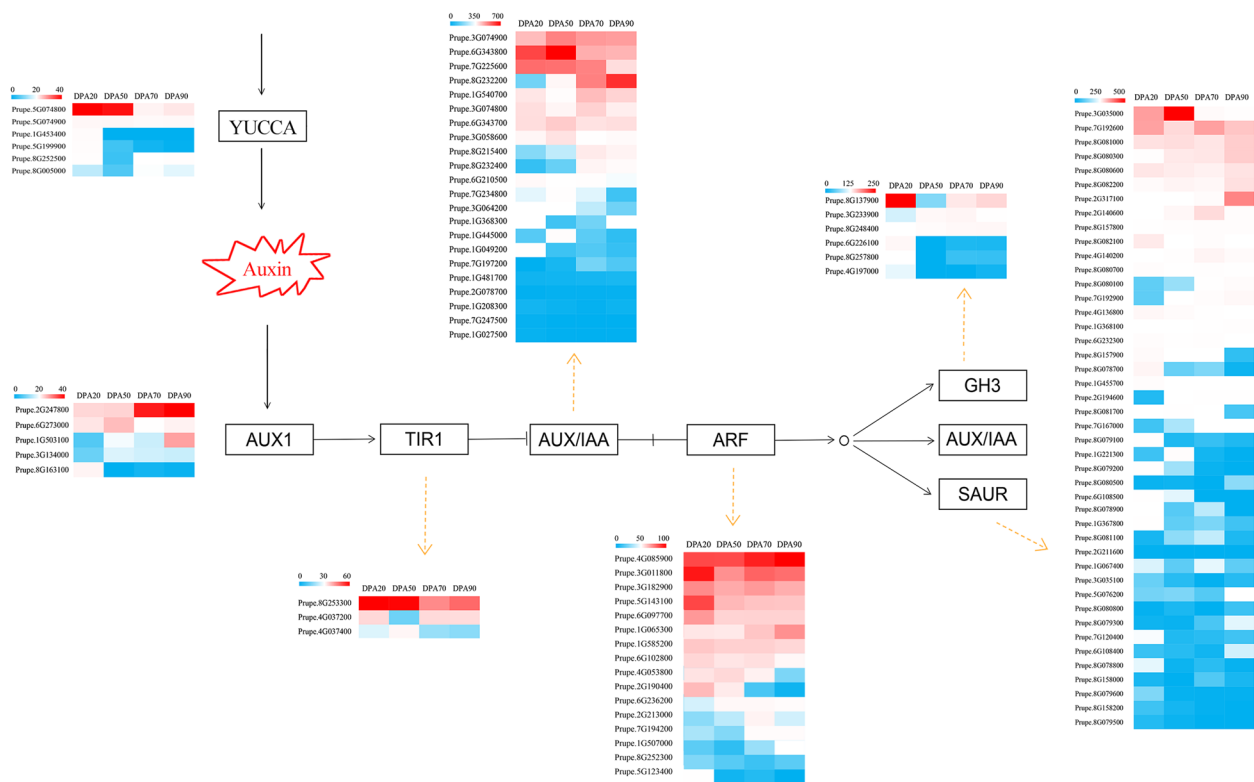 0 20 40
DPA20 DPA50 DPA70 DPA90
Prupe.5G074800
Prupe.5G074900
Prupe.1G453400
Prupe.5G199900
Prupe.8G252500
Prupe.8G005000
YUCCA
Auxin
0 350 700
DPA20 DPA50 DPA70 DPA90
Prupe.3G074900
Prupe.6G343800
Prupe.7G225600
Prupe.8G232200
Prupe.1G540700
Prupe.3G074800
Prupe.6G343700
Prupe.3G058600
Prupe.8G215400
Prupe.8G232400
Prupe.6G210500
Prupe.7G234800
Prupe.3G064200
Prupe.1G368300
Prupe.1G445000
Prupe.1G049200
Prupe.7G197200
Prupe.1G481700
Prupe.2G078700
Prupe.1G208300
Prupe.7G247500
Prupe.1G027500
0 125 250
DPA20 DPA50 DPA70 DPA90
Prupe.8G137900
Prupe.3G233900
Prupe.8G248400
Prupe.6G226100
Prupe.8G257800
Prupe.4G197000
0 250 500
DPA20 DPA50 DPA70 DPA90
Prupe.3G035000
Prupe.7G192600
Prupe.8G081000
Prupe.8G080300
Prupe.8G080600
Prupe.8G082200
Prupe.2G317100
Prupe.2G140600
Prupe.8G157800
Prupe.8G082100
Prupe.4G140200
Prupe.8G080700
Prupe.8G080100
Prupe.7G192900
Prupe.4G136800
Prupe.1G368100
Prupe.6G232300
Prupe.8G157900
Prupe.8G078700
Prupe.1G455700
Prupe.2G194600
Prupe.8G081700
Prupe.7G167000
Prupe.8G079100
Prupe.1G221300
Prupe.8G079200
Prupe.8G080500
Prupe.6G108500
Prupe.8G078900
Prupe.1G367800
Prupe.8G081100
Prupe.2G211600
Prupe.1G067400
Prupe.3G035100
Prupe.5G076200
Prupe.8G080800
Prupe.8G079300
Prupe.7G120400
Prupe.6G108400
Prupe.8G078800
Prupe.8G158000
Prupe.8G079600
Prupe.8G158200
Prupe.8G079500
0 20 40
DPA20 DPA50 DPA70 DPA90
Prupe.2G247800
Prupe.6G273000
Prupe.1G503100
Prupe.3G134000
Prupe.8G163100
AUX1
TIR1
AUX/IAA
ARF
GH3
AUX/IAA
SAUR
0 30 60
DPA20 DPA50 DPA70 DPA90
Prupe.8G253300
Prupe.4G037200
Prupe.4G037400
0 50 100
DPA20 DPA50 DPA70 DPA90
Prupe.4G085900
Prupe.3G011800
Prupe.3G182900
Prupe.5G143100
Prupe.6G097700
Prupe.1G065300
Prupe.1G585200
Prupe.6G102800
Prupe.4G053800
Prupe.2G190400
Prupe.6G236200
Prupe.2G213000
Prupe.7G194200
Prupe.1G507000
Prupe.8G252300
Prupe.5G123400